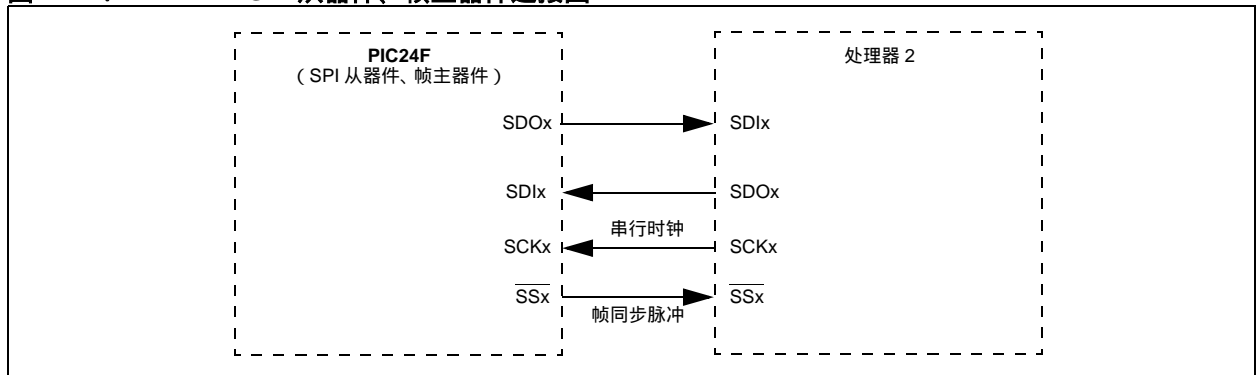 PIC24F
（SPI 从器件、帧主器件）
处理器 2
SDOx
SDIx
SDIx
SDOx
串行时钟
SCKx
SCKx
SSx
SSx
帧同步脉冲